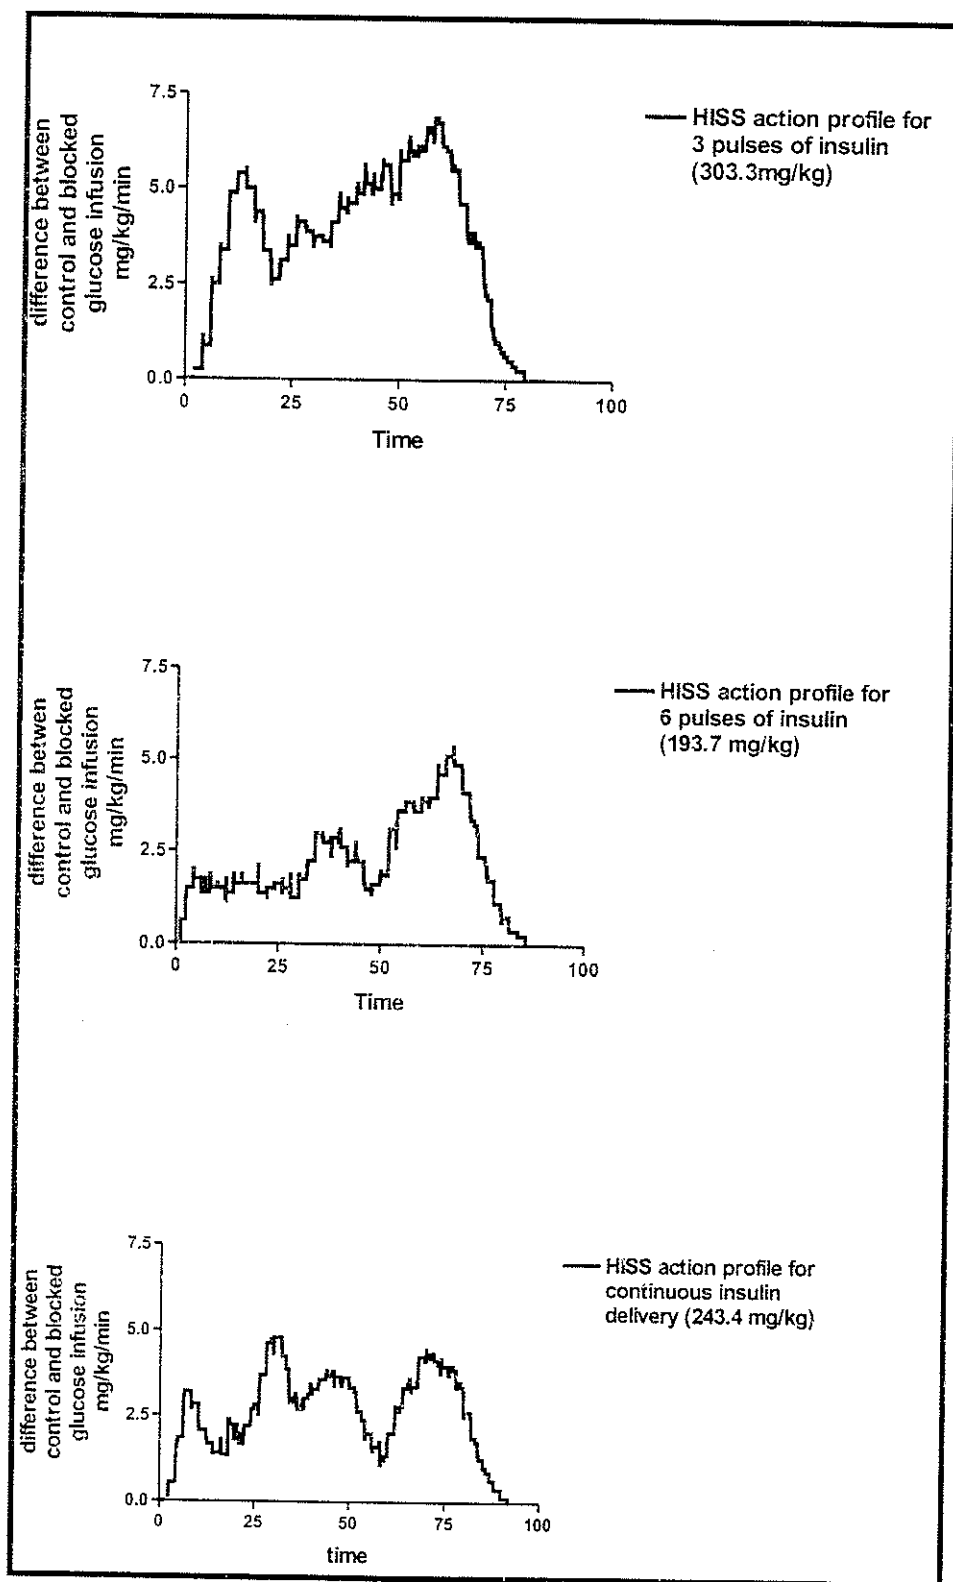 difference between
control and blocked
glucose infusion
mg/kg/min
7.5
5.0
2.5
0.0
0
25
50
75
100
Time
HISS action profile for
3 pulses of insulin
(303.3mg/kg)
difference betwen
control and blocked
glucose infusion
mg/kg/min
7.5
5.0
2.5
0.0
0
25
50
75
100
Time
HISS action profile for
6 pulses of insulin
(193.7 mg/kg)
difference between
control and blocked
glucose infusion
mg/kg/min
7.5
5.0
2.5
0.0
0
25
50
75
100
time
HISS action profile for
continuous insulin
delivery (243.4 mg/kg)